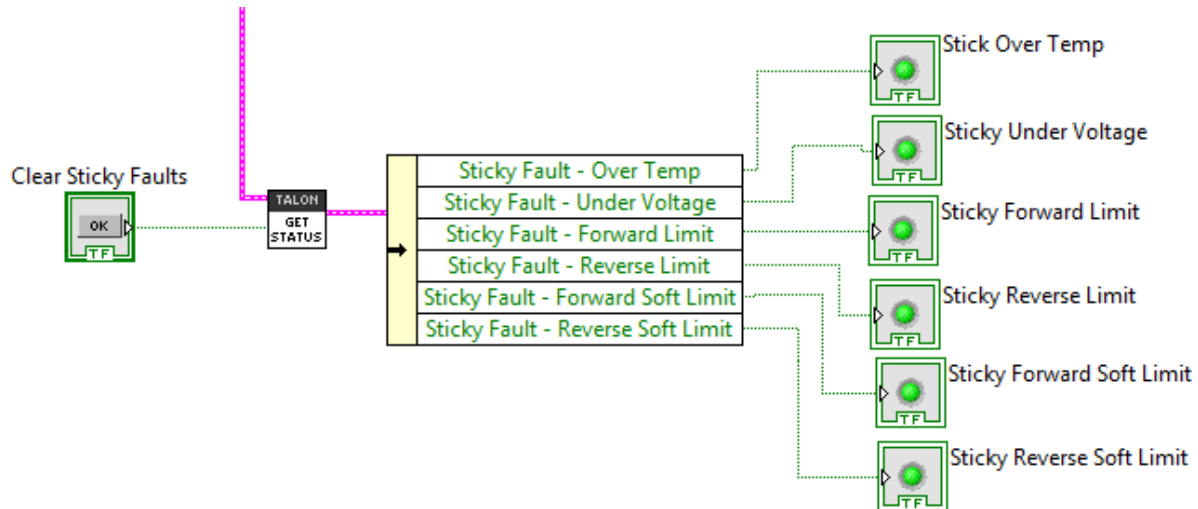 Stick Over Temp
TF
Sticky Under Voltage
TF
Clear Sticky Faults
OK
TF
TALON
GET
STATUS
Sticky Fault - Over Temp
Sticky Fault - Under Voltage
Sticky Fault - Forward Limit
Sticky Fault - Reverse Limit
Sticky Fault - Forward Soft Limit
Sticky Fault - Reverse Soft Limit
Sticky Forward Limit
TF
Sticky Reverse Limit
TF
Sticky Forward Soft Limit
TF
Sticky Reverse Soft Limit
TF